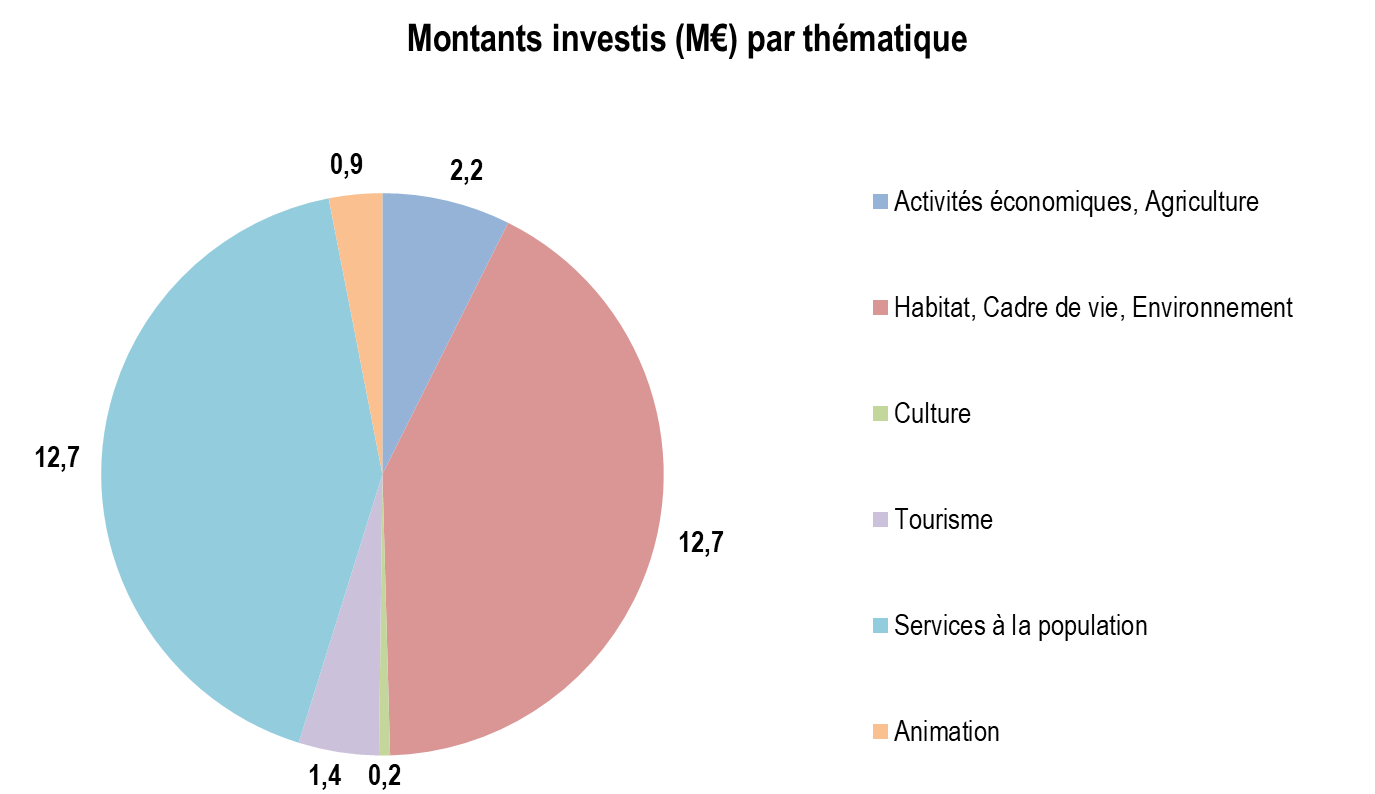 Montants investis (M€) par thématique
0,9
2,2
12,7
12,7
1,4
0,2
Activités économiques, Agriculture
Habitat, Cadre de vie, Environnement
Culture
Tourisme
Services à la population
Animation